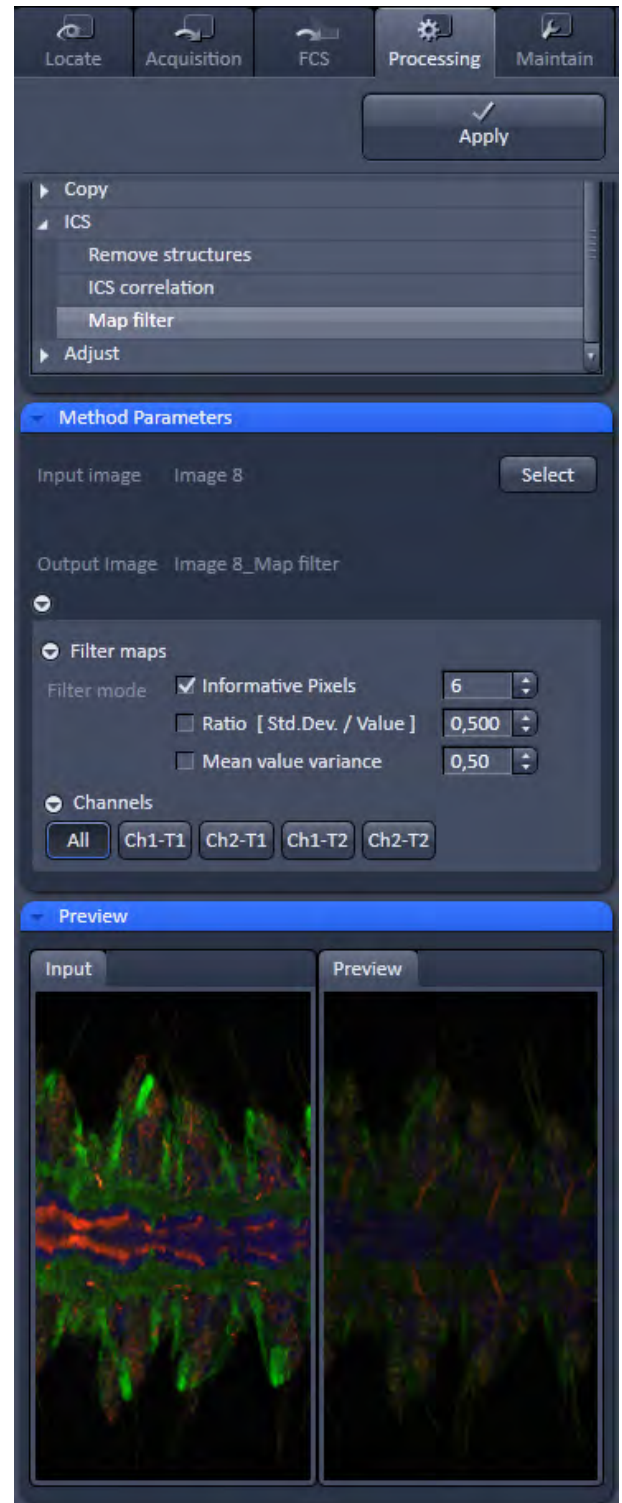 Locate Acquisition FCS Processing Maintain
Apply
Copy
ICS
Remove structures
ICS correlation
Map filter
Adjust
Method Parameters
Input image Image 8 Select
Output Image Image 8_Map filter
Filter maps
Filter mode Informative Pixels 6
Ratio [ Std.Dev. / Value ] 0,500
Mean value variance 0,50
Channels
All Ch1-T1 Ch2-T1 Ch1-T2 Ch2-T2
Preview
Input Preview